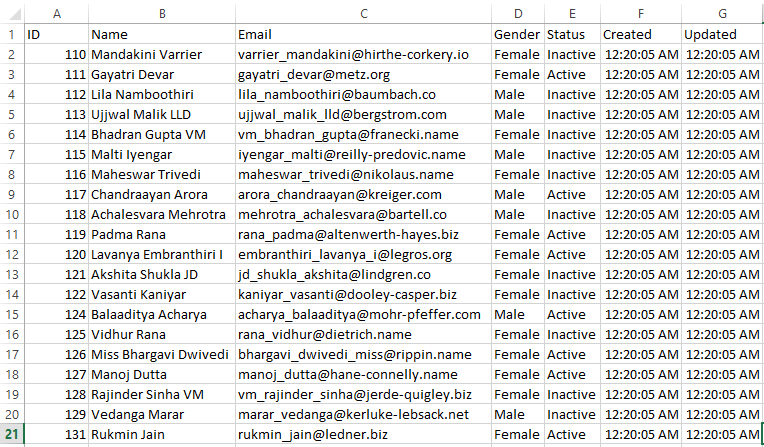 A B C D E F G
1 ID Name Email Gender Status Created Updated
2 110 Mandakini Varrier varrier_mandakini@hirthe-corkery.io Female Inactive 12:20:05 AM 12:20:05 AM
3 111 Gayatri Devar gayatri_devar@metz.org Female Active 12:20:05 AM 12:20:05 AM
4 112 Lila Namboothiri lila_namboothiri@baumbach.co Male Inactive 12:20:05 AM 12:20:05 AM
5 113 Ujjwal Malik LLD ujjwal_malik_lld@bergstrom.com Male Inactive 12:20:05 AM 12:20:05 AM
6 114 Bhadran Gupta VM vm_bhadran_gupta@franecki.name Female Inactive 12:20:05 AM 12:20:05 AM
7 115 Malti Iyengar iyengar_malti@reilly-predovic.name Male Inactive 12:20:05 AM 12:20:05 AM
8 116 Maheswar Trivedi maheswar_trivedi@nikolaus.name Female Inactive 12:20:05 AM 12:20:05 AM
9 117 Chandraayan Arora arora_chandraayan@kreiger.com Male Active 12:20:05 AM 12:20:05 AM
10 118 Achalesvara Mehrotra mehrotra_achalesvara@bartell.co Male Inactive 12:20:05 AM 12:20:05 AM
11 119 Padma Rana rana_padma@altenwerth-hayes.biz Female Active 12:20:05 AM 12:20:05 AM
12 120 Lavanya Embranthiri I embranthiri_lavanya_i@legros.org Female Active 12:20:05 AM 12:20:05 AM
13 121 Akshita Shukla JD jd_shukla_akshita@lindgren.co Female Inactive 12:20:05 AM 12:20:05 AM
14 122 Vasanti Kaniyar kaniyar_vasanti@dooley-casper.biz Female Inactive 12:20:05 AM 12:20:05 AM
15 124 Balaaditya Acharya acharya_balaaditya@mohr-pfeffer.com Male Active 12:20:05 AM 12:20:05 AM
16 125 Vidhur Rana rana_vidhur@dietrich.name Female Inactive 12:20:05 AM 12:20:05 AM
17 126 Miss Bhargavi Dwivedi bhargavi_dwivedi_miss@rippin.name Female Active 12:20:05 AM 12:20:05 AM
18 127 Manoj Dutta manoj_dutta@hane-connelly.name Female Active 12:20:05 AM 12:20:05 AM
19 128 Rajinder Sinha VM vm_rajinder_sinha@jerde-quigley.biz Female Inactive 12:20:05 AM 12:20:05 AM
20 129 Vedanga Marar marar_vedanga@kerluke-lebsack.net Male Inactive 12:20:05 AM 12:20:05 AM
21 131 Rukmin Jain rukmin_jain@ledner.biz Female Active 12:20:05 AM 12:20:05 AM